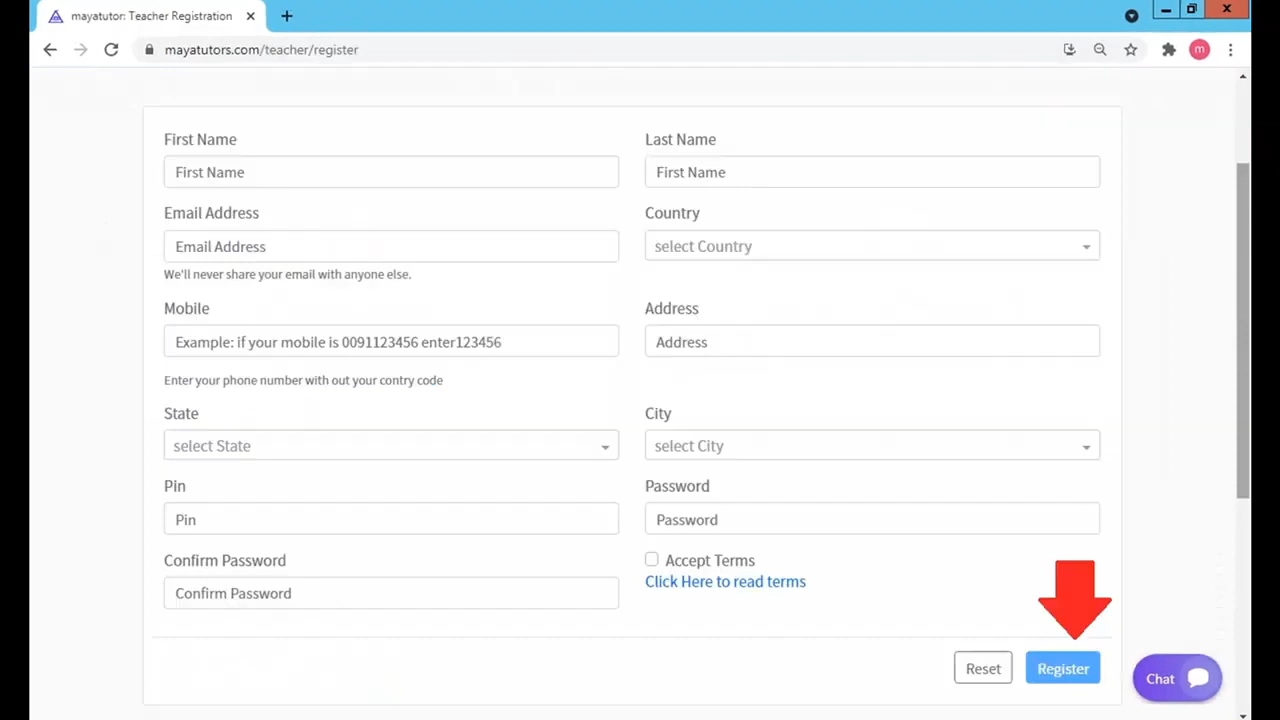 mayatutor: Teacher Registration
mayatutors.com/teacher/register
m
First Name
Last Name
First Name
First Name
Email Address
Country
Email Address
select Country
We'll never share your email with anyone else.
Mobile
Address
Example: if your mobile is 0091123456 enter123456
Address
Enter your phone number with out your contry code
State
City
select State
select City
Pin
Password
Pin
Password
Confirm Password
Accept Terms
Click Here to read terms
Confirm Password
Reset
Register
Chat